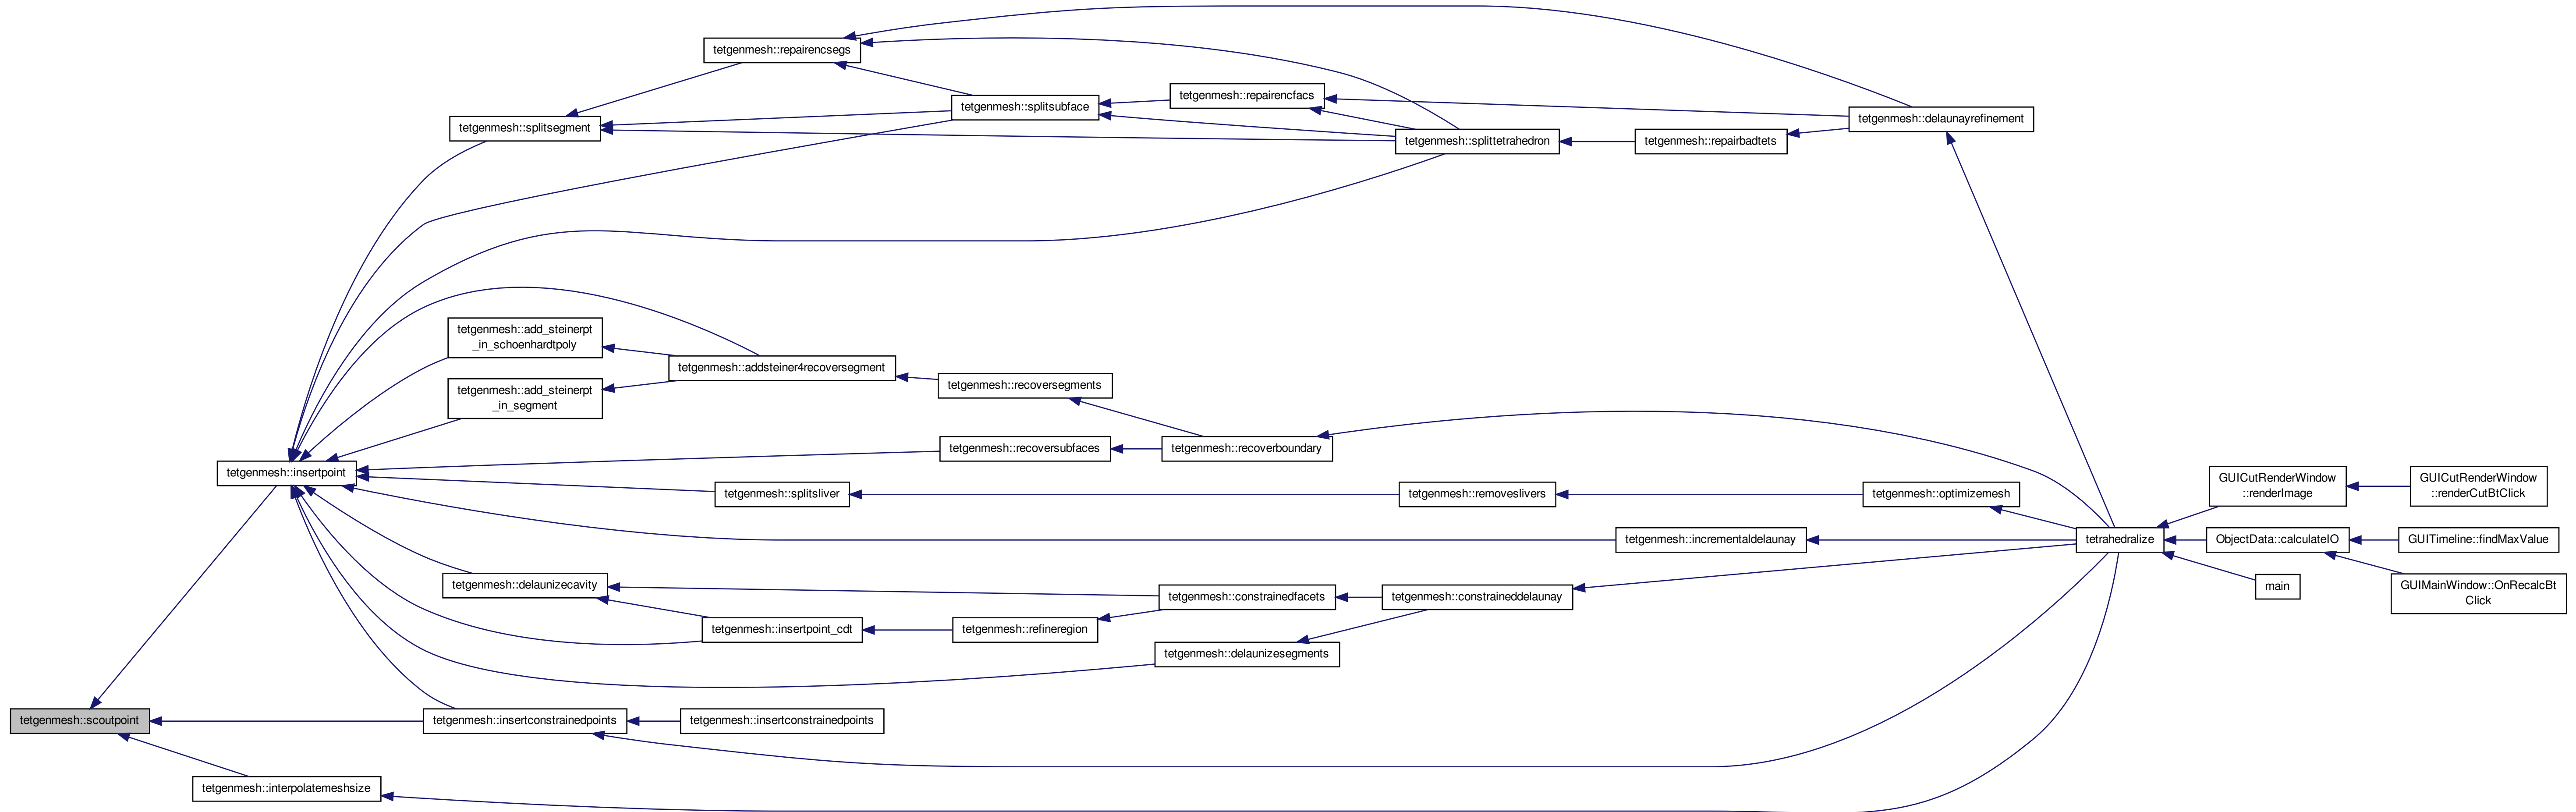 tetgenmesh::repairencsegs
tetgenmesh::repairencfacs
tetgenmesh::splitsubface
tetgenmesh::delaunayrefinement
tetgenmesh::splitsegment
tetgenmesh::splittetrahedron
tetgenmesh::repairbadtets
tetgenmesh::add_steinerpt
_in_schoenhardtpoly
tetgenmesh::addsteiner4recoversegment
tetgenmesh::recoversegments
tetgenmesh::add_steinerpt
_in_segment
tetgenmesh::recoversubfaces
tetgenmesh::recoverboundary
tetgenmesh::insertpoint
tetgenmesh::splitsliver
tetgenmesh::removeslivers
tetgenmesh::optimizemesh
GUICutRenderWindow
::renderImage
GUICutRenderWindow
::renderCutBtClick
tetgenmesh::incrementaldelaunay
tetrahedralize
ObjectData::calculateIO
GUITimeline::findMaxValue
tetgenmesh::delaunizecavity
main
GUIMainWindow::OnRecalcBt
Click
tetgenmesh::constrainedfacets
tetgenmesh::constraineddelaunay
tetgenmesh::insertpoint_cdt
tetgenmesh::refineregion
tetgenmesh::delaunizesegments
tetgenmesh::scoutpoint
tetgenmesh::insertconstrainedpoints
tetgenmesh::insertconstrainedpoints
tetgenmesh::interpolatemeshsize